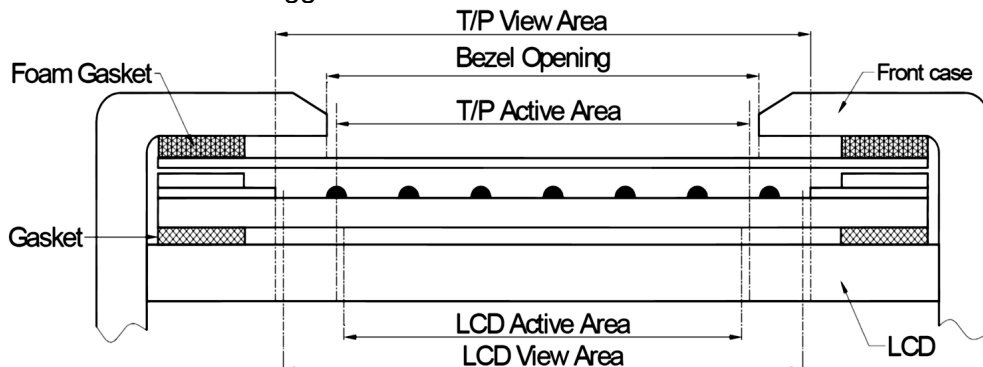 T/P View Area
Bezel Opening
Foam Gasket
Front case
T/P Active Area
Gasket
LCD Active Area
LCD View Area
LCD